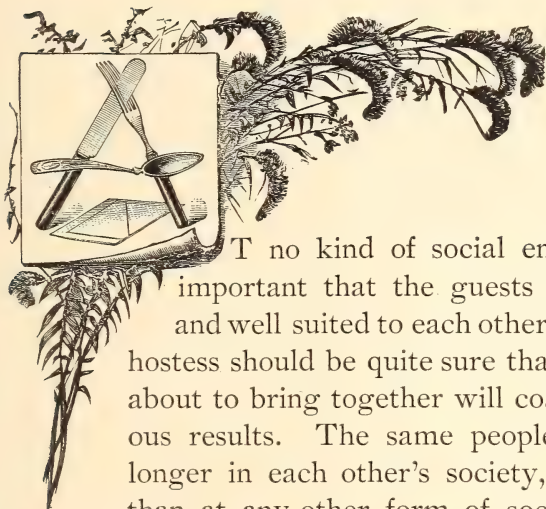 AT no kind of social en
important that the guests
and well suited to each other
hostess should be quite sure tha
about to bring together will co
ous results. The same people
longer in each other's society,
than at any other form of soc